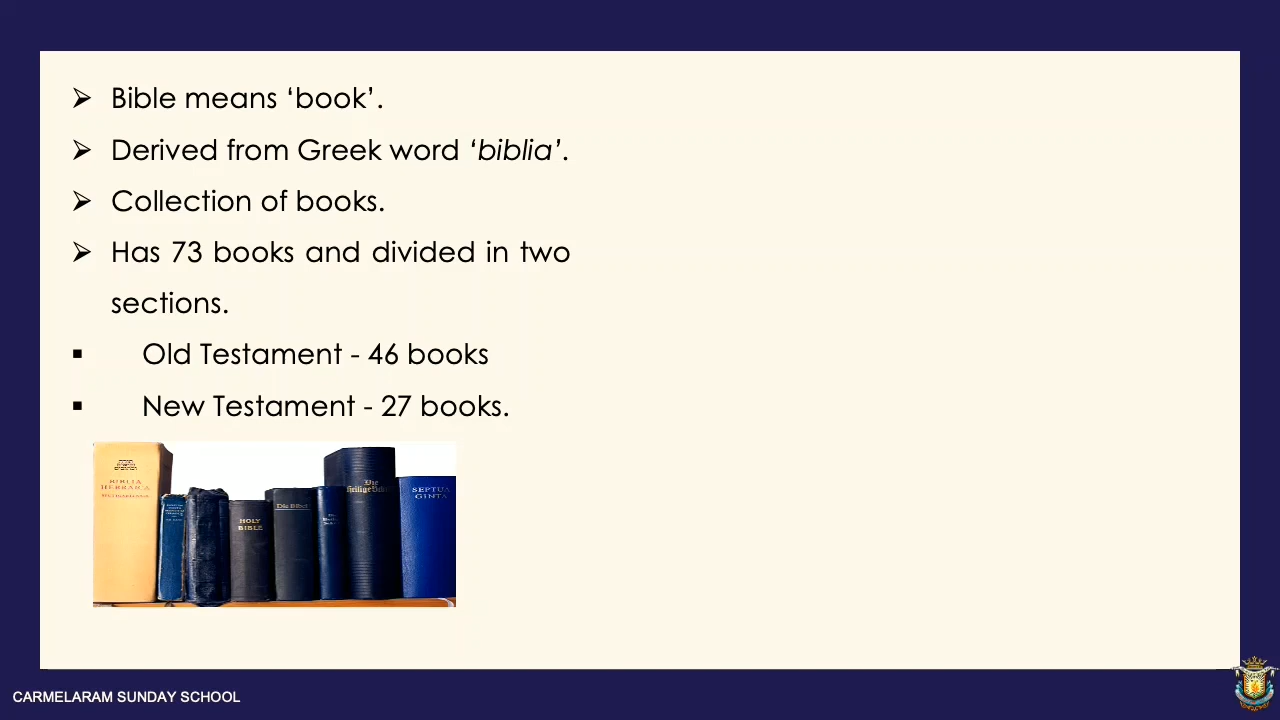 ➢ Bible means ‘book’.
➢ Derived from Greek word ‘biblia’.
➢ Collection of books.
➢ Has 73 books and divided in two
sections.
▪ Old Testament - 46 books
▪ New Testament - 27 books.
BIBLIA
HEBRAICA
HOLY
BIBLE
Die Bibel
Die
SEPTUA
GINTA
CARMELARAM SUNDAY SCHOOL